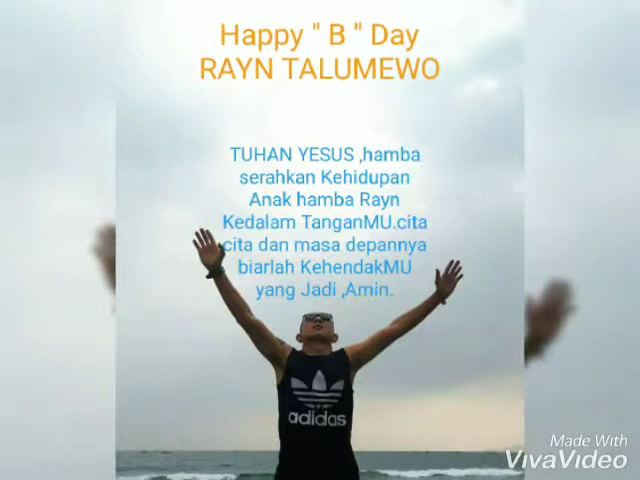 Happy " B " Day
RAYN TALUMEWO
TUHAN YESUS ,hamba
serahkan Kehidupan
Anak hamba Rayn
Kedalam TanganMU.cita
cita dan masa depannya
biarlah KehendakMU
yang Jadi ,Amin.
adidas
Made With
VivaVideo